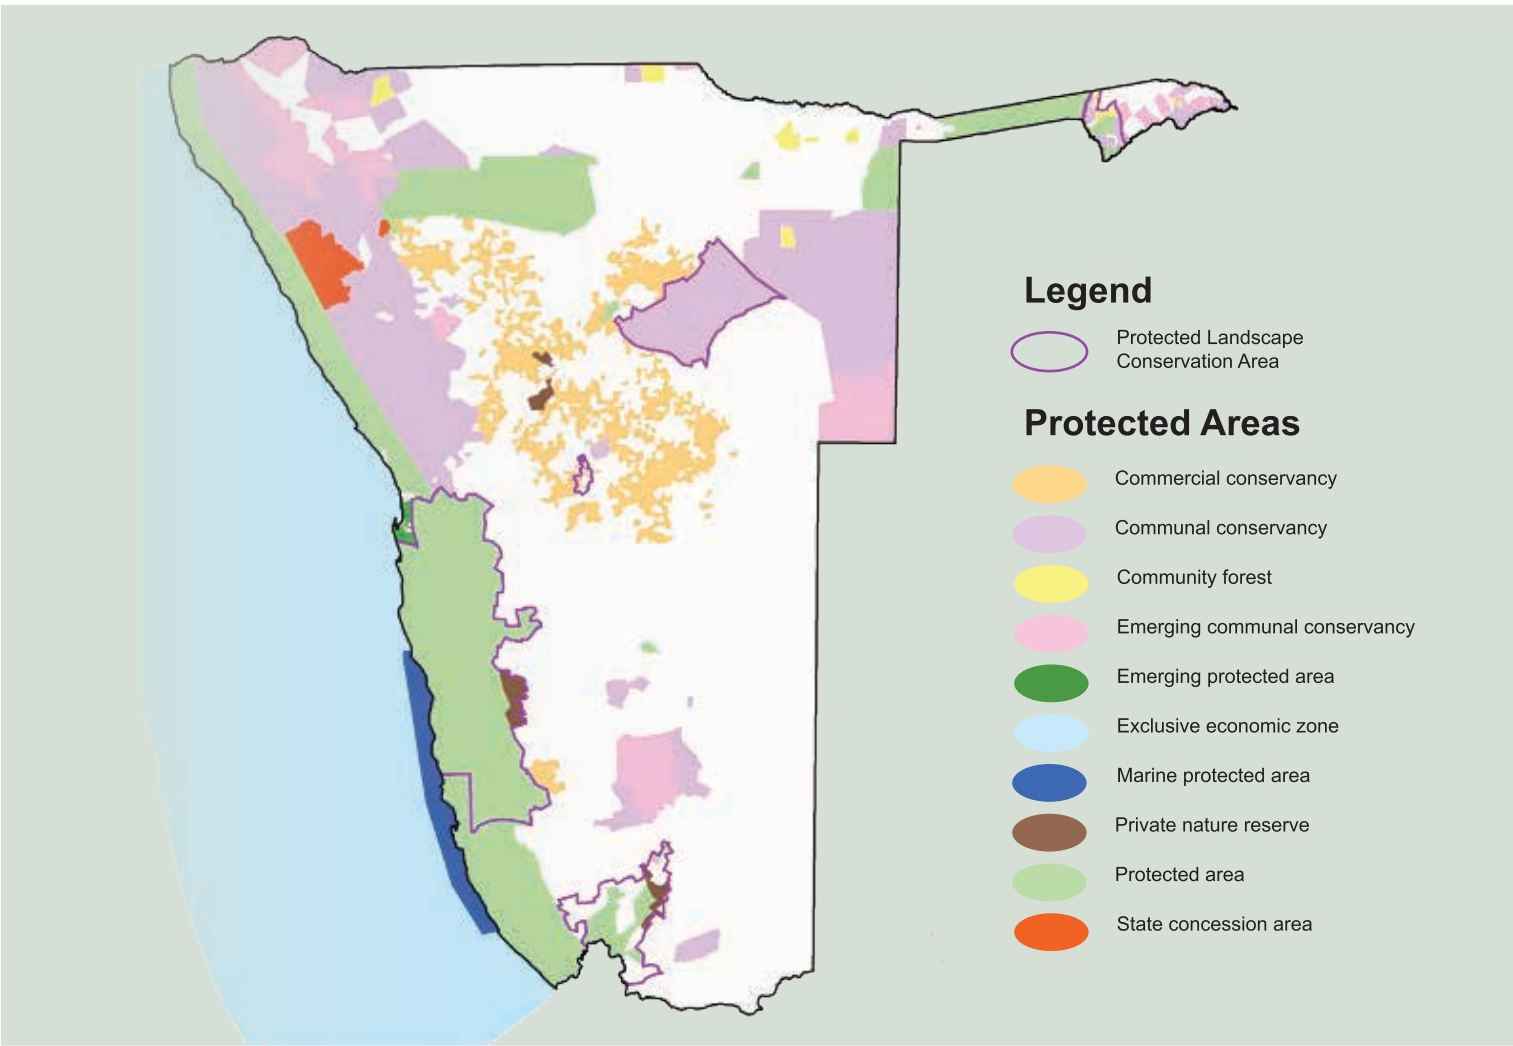 Legend
Protected Landscape
Conservation Area
Protected Areas
Commercial conservancy
Communal conservancy
Community forest
Emerging communal conservancy
Emerging protected area
Exclusive economic zone
Marine protected area
Private nature reserve
Protected area
State concession area